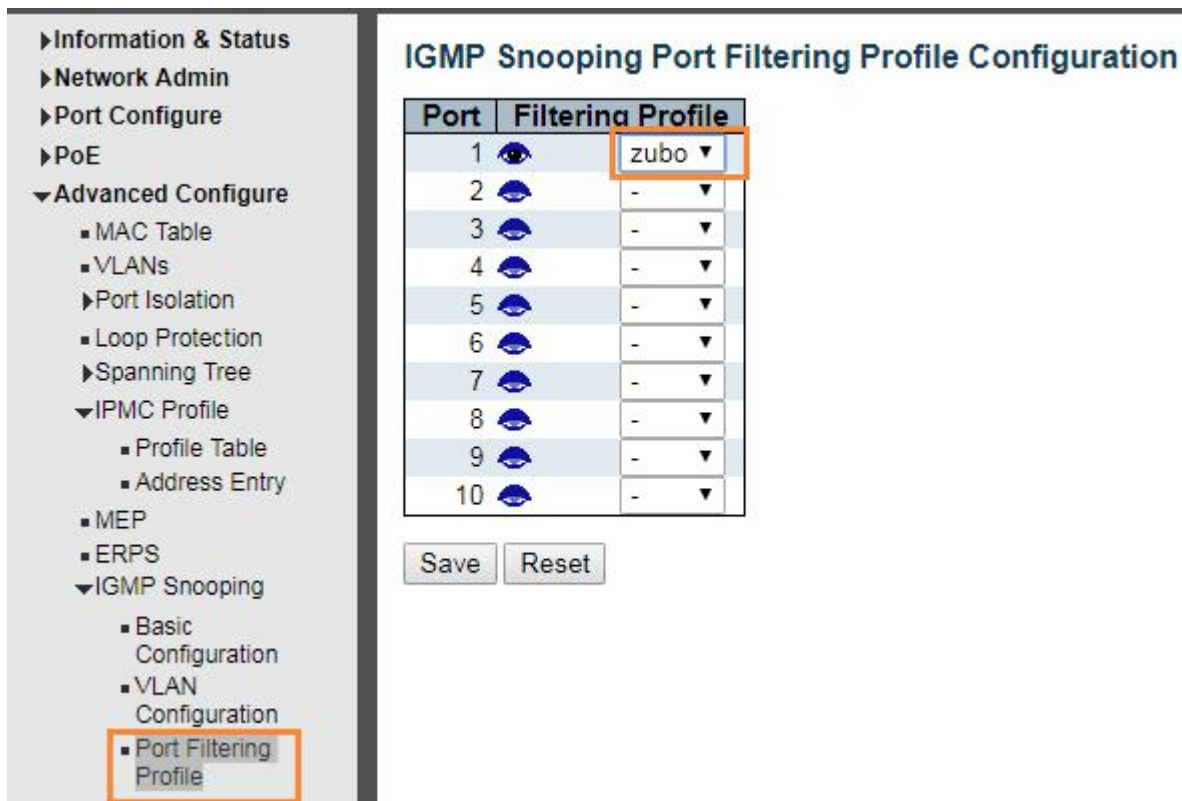 Information & Status
Network Admin
Port Configure
PoE
Advanced Configure
MAC Table
VLANs
Port Isolation
Loop Protection
Spanning Tree
IPMC Profile
Profile Table
Address Entry
MEP
ERPS
IGMP Snooping
Basic
Configuration
VLAN
Configuration
Port Filtering
Profile
IGMP Snooping Port Filtering Profile Configuration
Port Filtering Profile
1 zubo
2 -
3 -
4 -
5 -
6 -
7 -
8 -
9 -
10 -
Save Reset